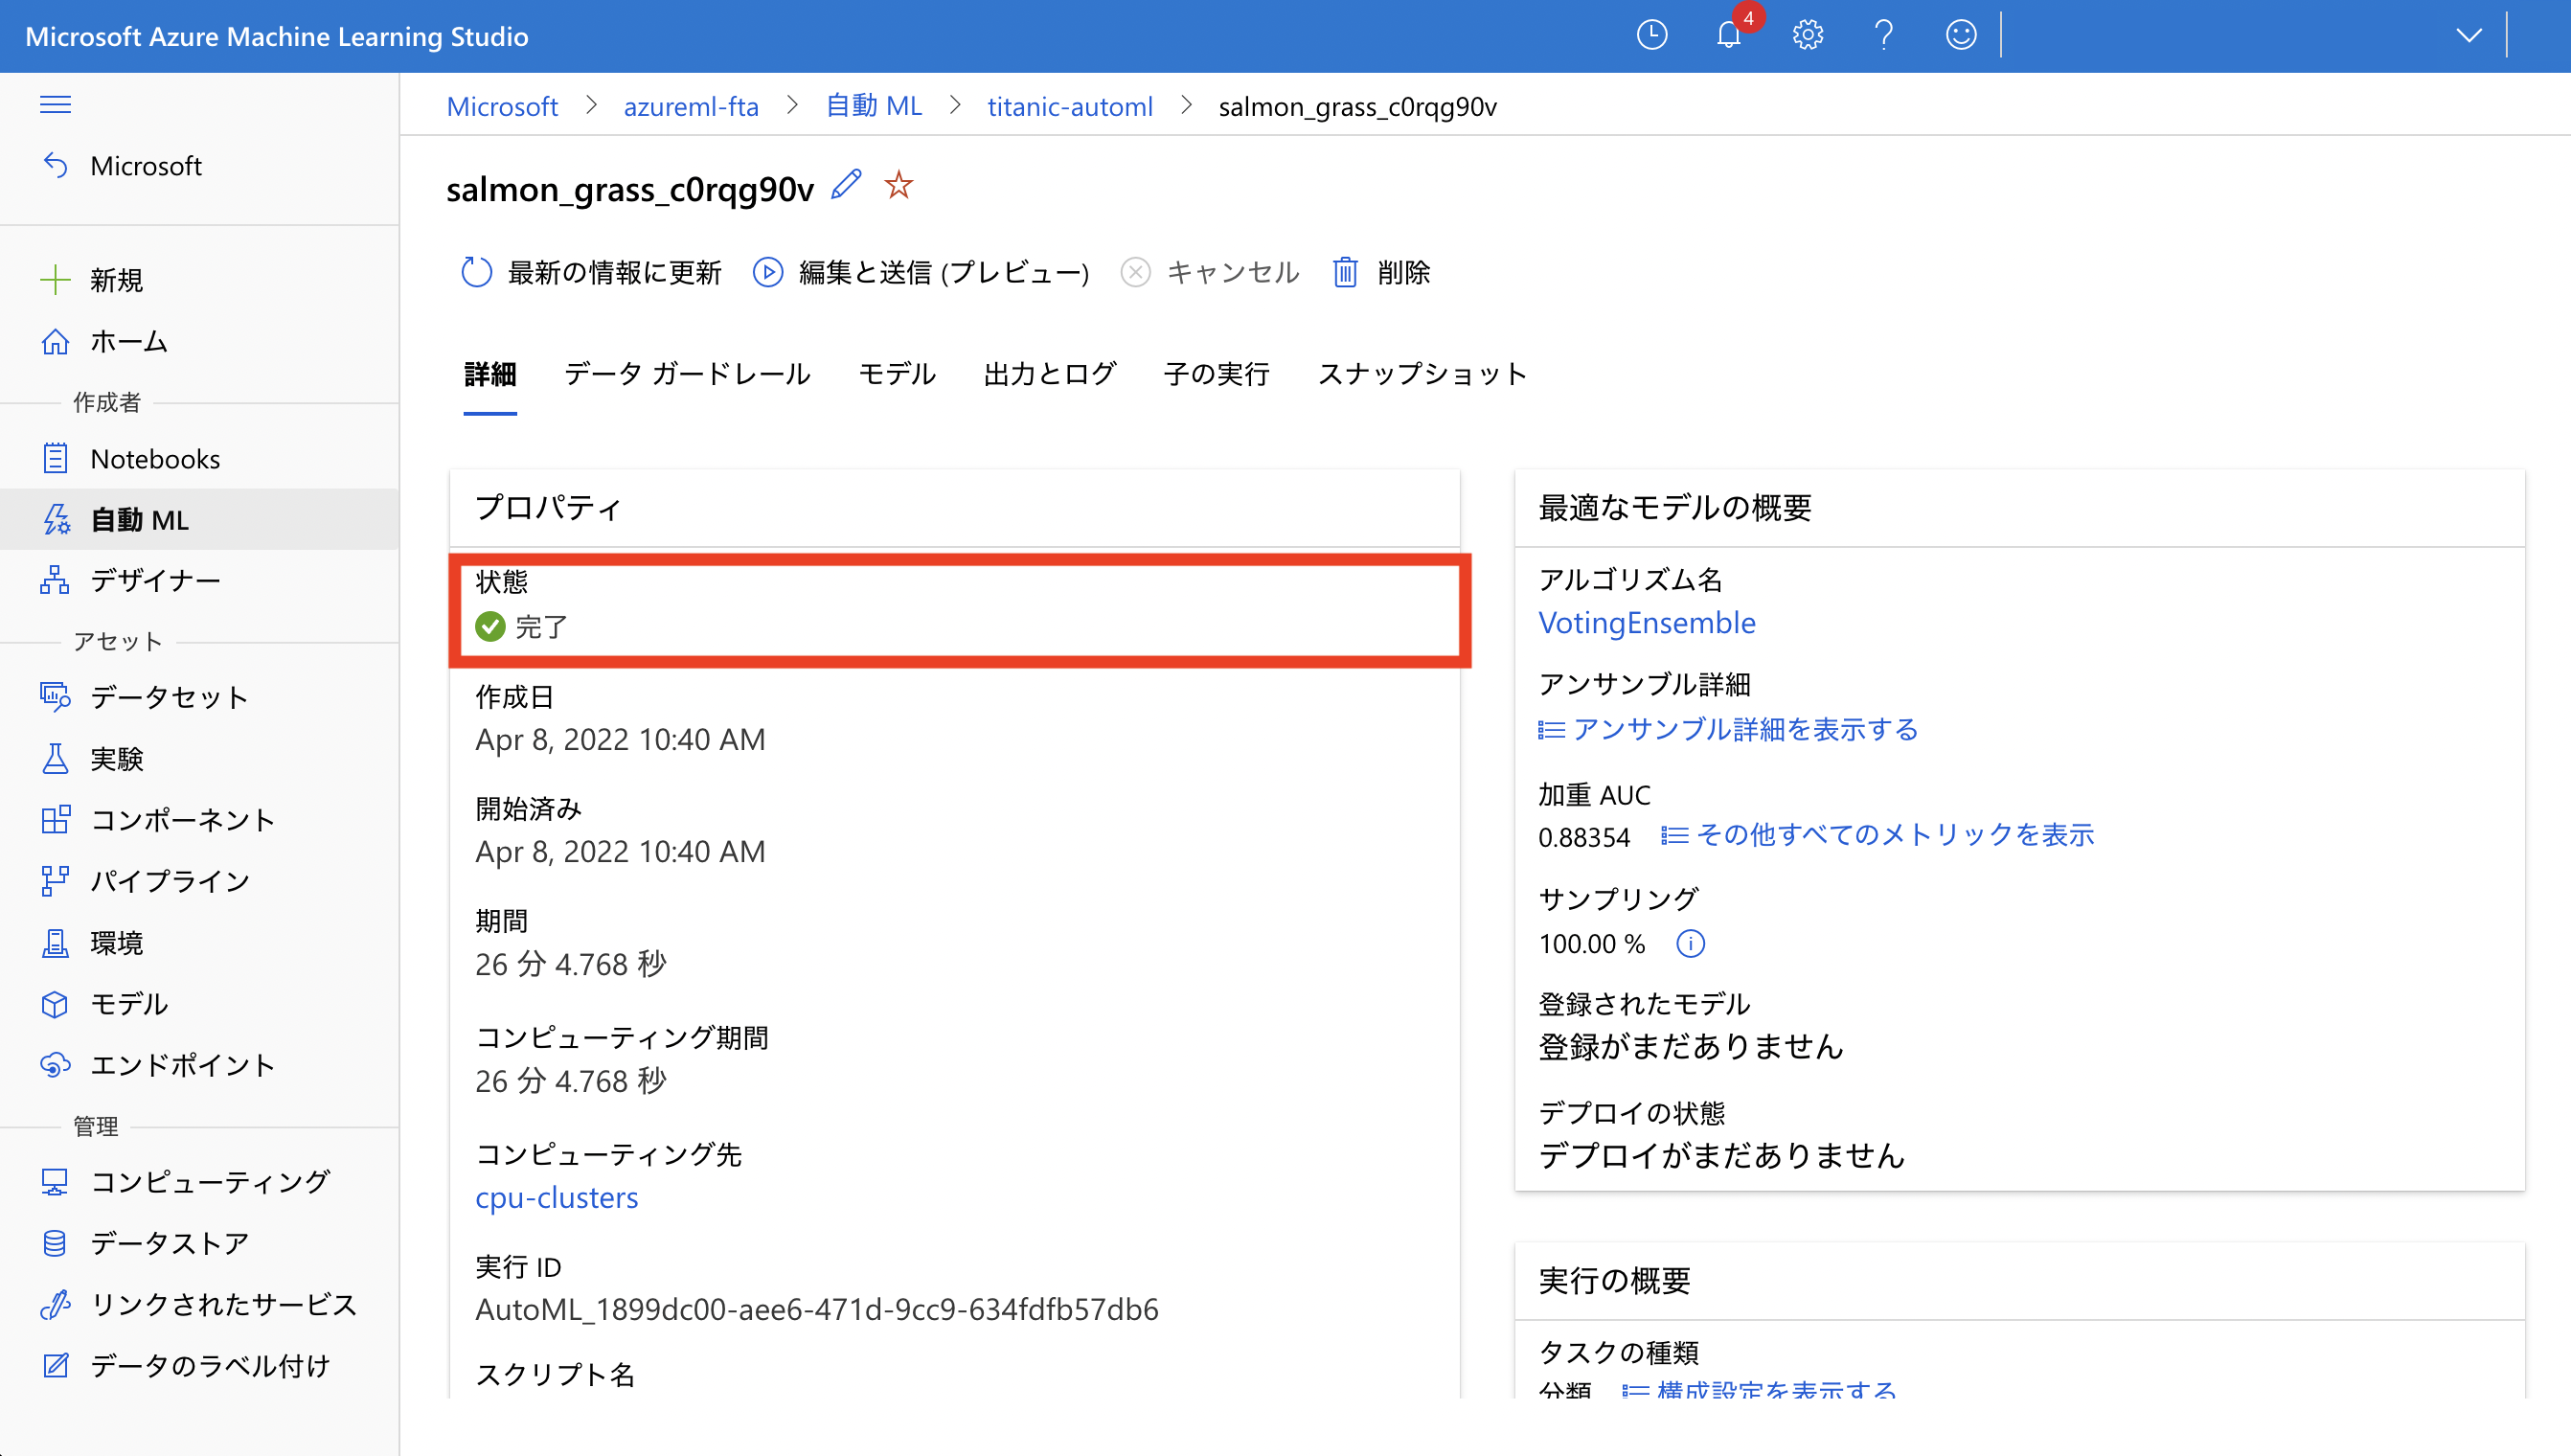 Microsoft Azure Machine Learning Studio
4
Microsoft
新規
ホーム
作成者
Notebooks
自動 ML
デザイナー
アセット
データセット
実験
コンポーネント
パイプライン
環境
モデル
エンドポイント
管理
コンピューティング
データストア
リンクされたサービス
データのラベル付け
Microsoft > azureml-fta > 自動 ML > titanic-automl > salmon_grass_c0rqg90v
salmon_grass_c0rqg90v
最新の情報に更新 編集と送信 (プレビュー) キャンセル 削除
詳細 データ ガードレール モデル 出力とログ 子の実行 スナップショット
プロパティ
状態
完了
作成日
Apr 8, 2022 10:40 AM
開始済み
Apr 8, 2022 10:40 AM
期間
26 分 4.768 秒
コンピューティング期間
26 分 4.768 秒
コンピューティング先
cpu-clusters
実行 ID
AutoML_1899dc00-aee6-471d-9cc9-634fdfb57db6
スクリプト名
最適なモデルの概要
アルゴリズム名
VotingEnsemble
アンサンブル詳細
アンサンブル詳細を表示する
加重 AUC
0.88354 その他すべてのメトリックを表示
サンプリング
100.00 %
登録されたモデル
登録がまだありません
デプロイの状態
デプロイがまだありません
実行の概要
タスクの種類
分類 構成設定を表示する